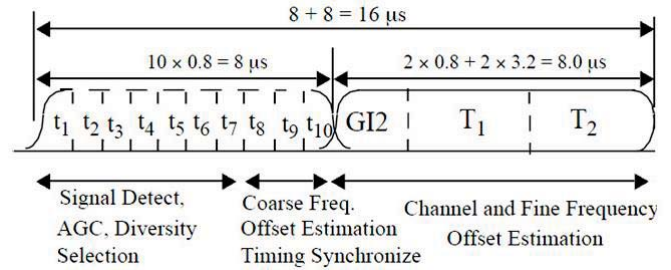 8 + 8 = 16 μs
10 x 0.8 = 8 μs
2 x 0.8 + 2 x 3.2 = 8.0 μs
t1 t2 t3 t4 t5 t6 t7 t8 t9 t10 GI2 T1 T2
Signal Detect,
AGC, Diversity
Selection
Coarse Freq.
Offset Estimation
Timing Synchronize
Channel and Fine Frequency
Offset Estimation